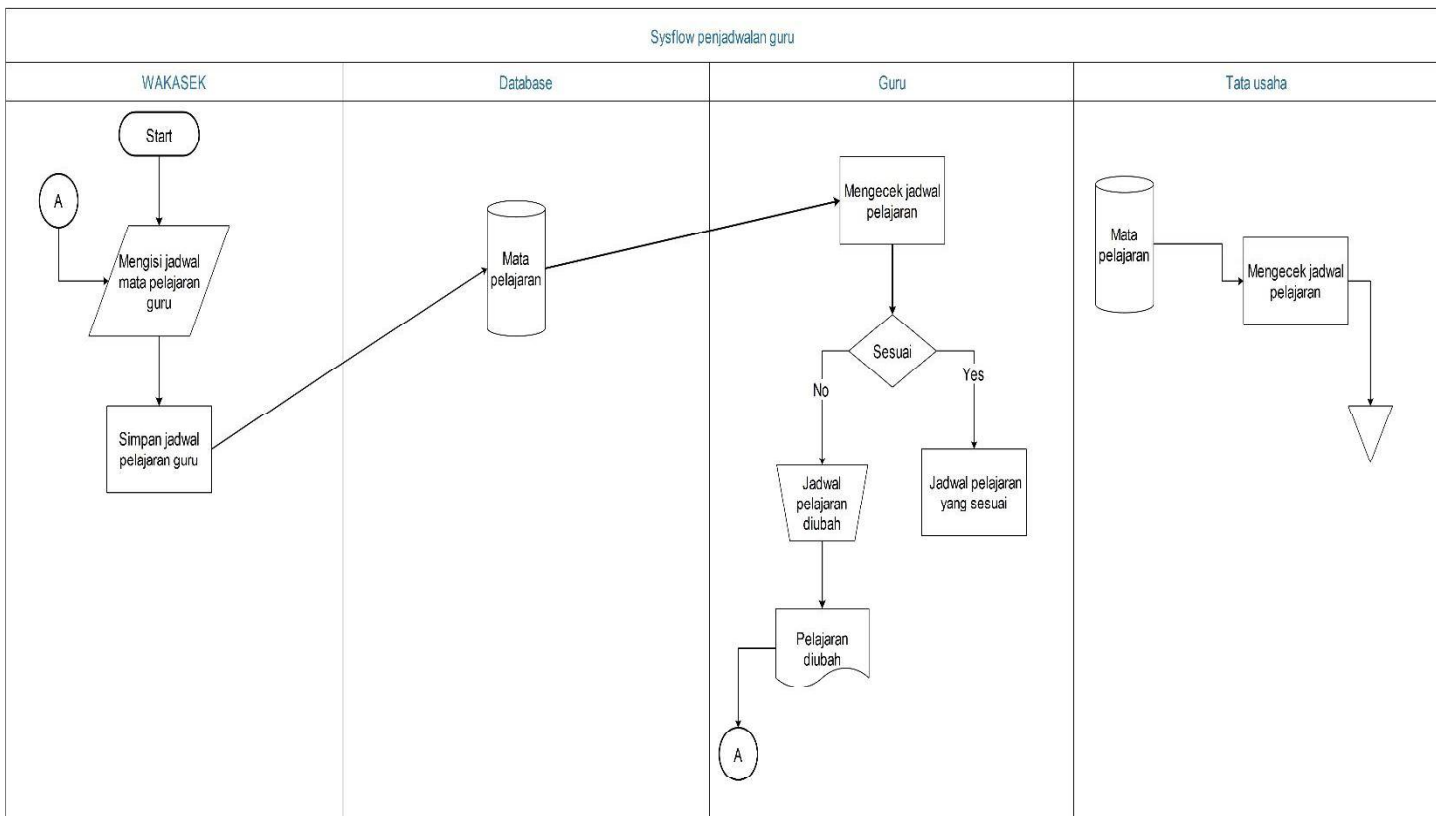 Sysflow penjadwalan guru
WAKASEK
Database
Guru
Tata usaha
Start
A
Mengisi jadwal
mata pelajaran
guru
Simpan jadwal
pelajaran guru
Mata
pelajaran
Mengecek jadwal
pelajaran
Sesuai
No
Yes
Jadwal
pelajaran
diubah
Jadwal pelajaran
yang sesuai
Pelajaran
diubah
A
Mata
pelajaran
Mengecek jadwal
pelajaran